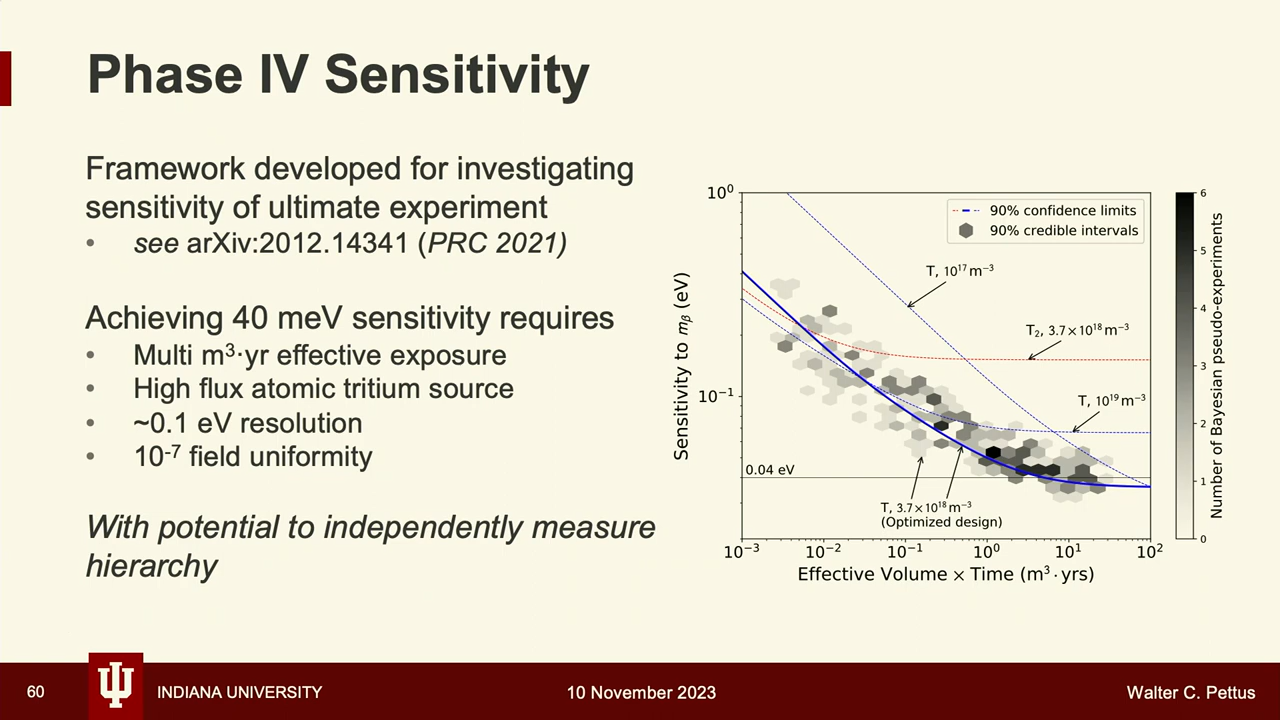 Phase IV Sensitivity
Framework developed for investigating
sensitivity of ultimate experiment
• see arXiv:2012.14341 (PRC 2021)
Achieving 40 meV sensitivity requires
• Multi m³·yr effective exposure
• High flux atomic tritium source
• ~0.1 eV resolution
• 10⁻⁷ field uniformity
With potential to independently measure
hierarchy
Sensitivity to mᵦ (eV)
10⁰
10⁻¹
90% confidence limits
90% credible intervals
T, 10¹⁷ m⁻³
T₂, 3.7×10¹⁸ m⁻³
T, 10¹⁹ m⁻³
0.04 eV
T, 3.7×10¹⁸ m⁻³
(Optimized design)
10⁻³ 10⁻² 10⁻¹ 10⁰ 10¹ 10²
Effective Volume × Time (m³·yrs)
6
5
4
3
2
1
0
Number of Bayesian pseudo-experiments
60
INDIANA UNIVERSITY
10 November 2023
Walter C. Pettus